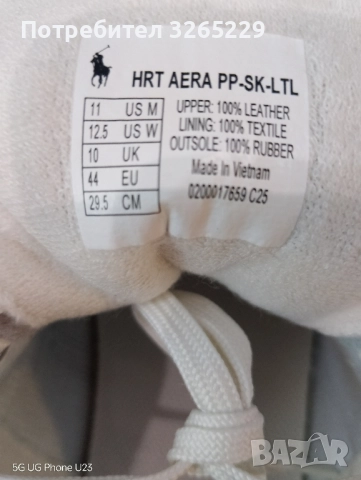 Потребител 3265229
HRT AERA PP-SK-LTL
11 US M
12.5 US W
10 UK
44 EU
29.5 CM
UPPER: 100% LEATHER
LINING: 100% TEXTILE
OUTSOLE: 100% RUBBER
Made In Vietnam
0200017659 C25
5G UG Phone U23
BAZAR